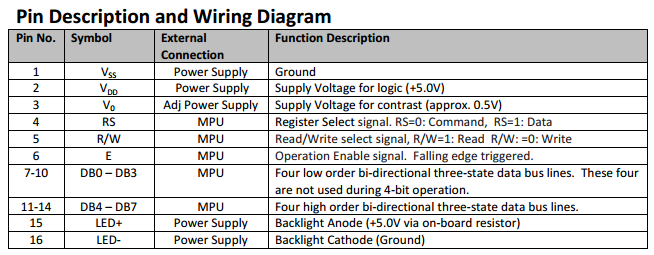 Pin Description and Wiring Diagram
Pin No. Symbol External Connection Function Description
1 VSS Power Supply Ground
2 VDD Power Supply Supply Voltage for logic (+5.0V)
3 V0 Adj Power Supply Supply Voltage for contrast (approx. 0.5V)
4 RS MPU Register Select signal. RS=0: Command, RS=1: Data
5 R/W MPU Read/Write select signal, R/W=1: Read R/W: =0: Write
6 E MPU Operation Enable signal. Falling edge triggered.
7-10 DB0 – DB3 MPU Four low order bi-directional three-state data bus lines. These four
are not used during 4-bit operation.
11-14 DB4 – DB7 MPU Four high order bi-directional three-state data bus lines.
15 LED+ Power Supply Backlight Anode (+5.0V via on-board resistor)
16 LED- Power Supply Backlight Cathode (Ground)